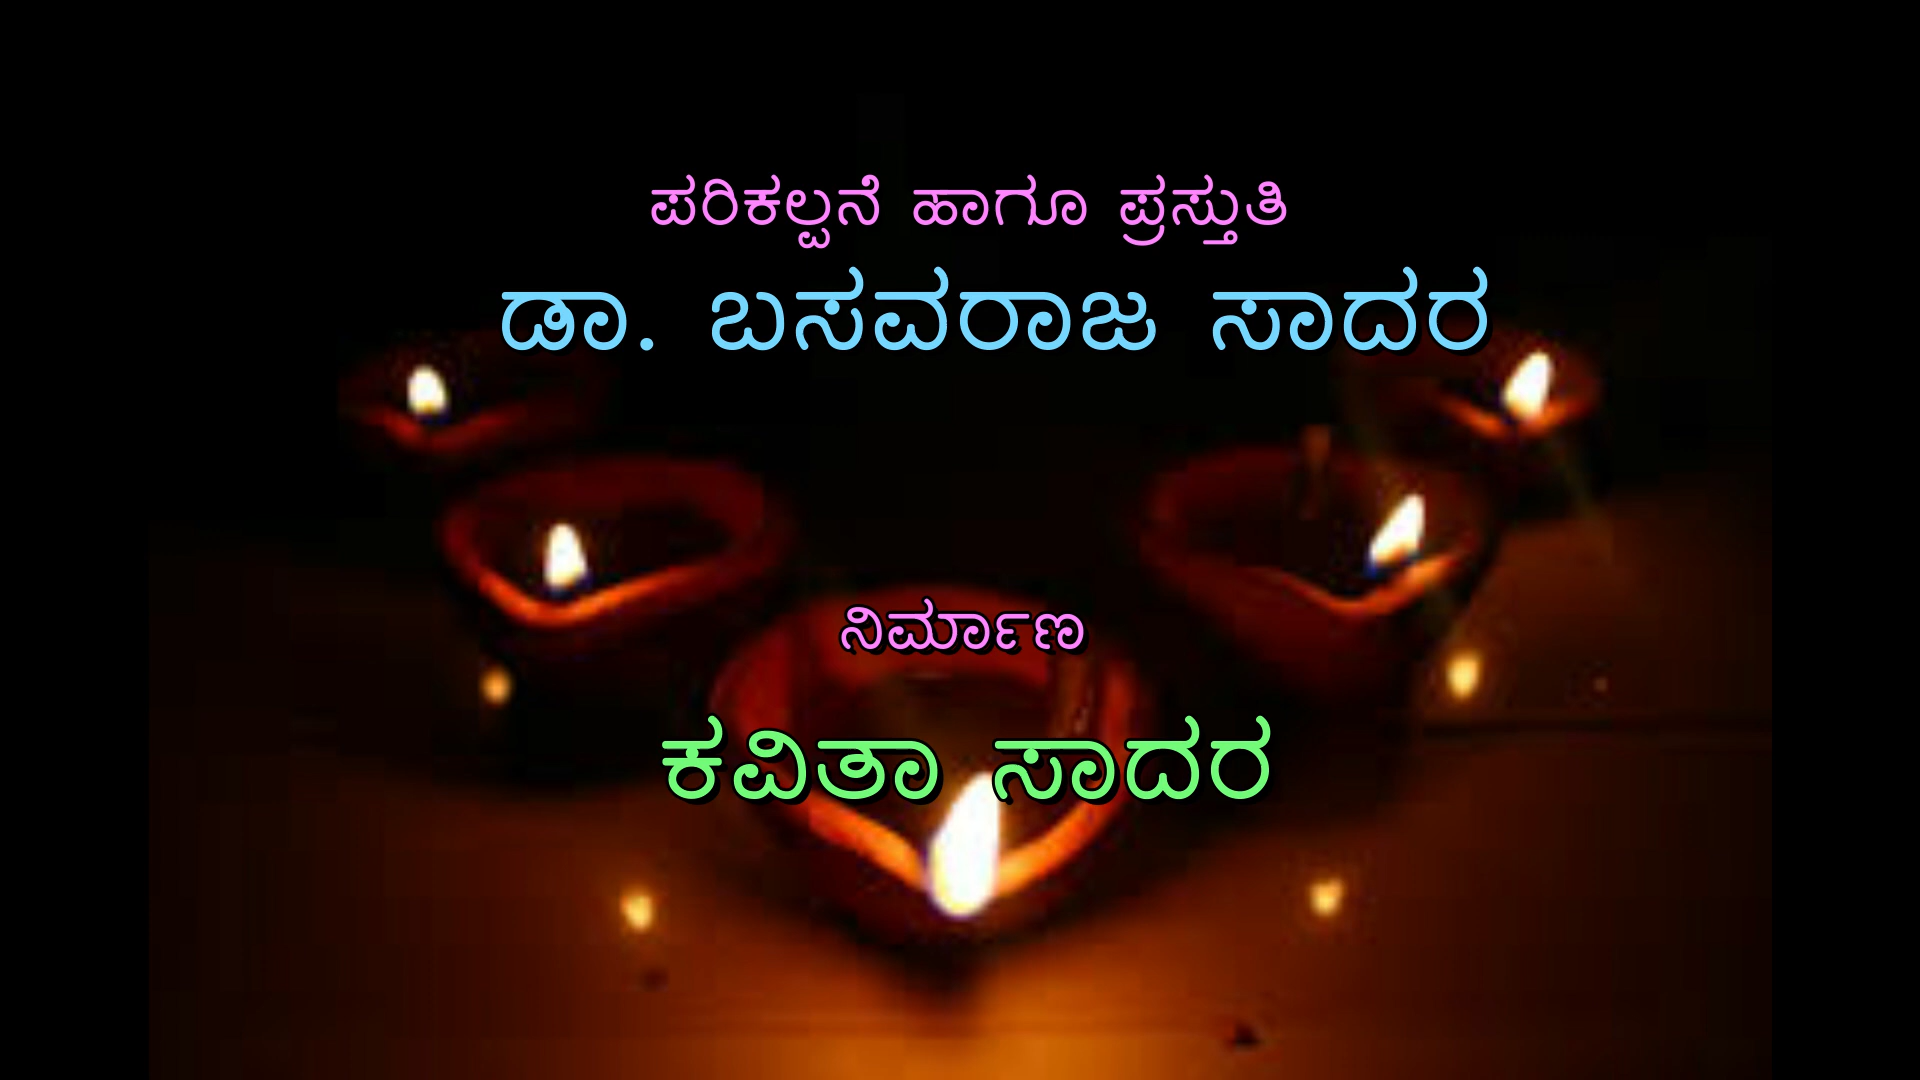 ಪರಿಕಲ್ಪನೆ ಹಾಗೂ ಪ್ರಸ್ತುತಿ
ಡಾ. ಬಸವರಾಜ ಸಾದರ
ನಿರ್ಮಾಣ
ಕವಿತಾ ಸಾದರ